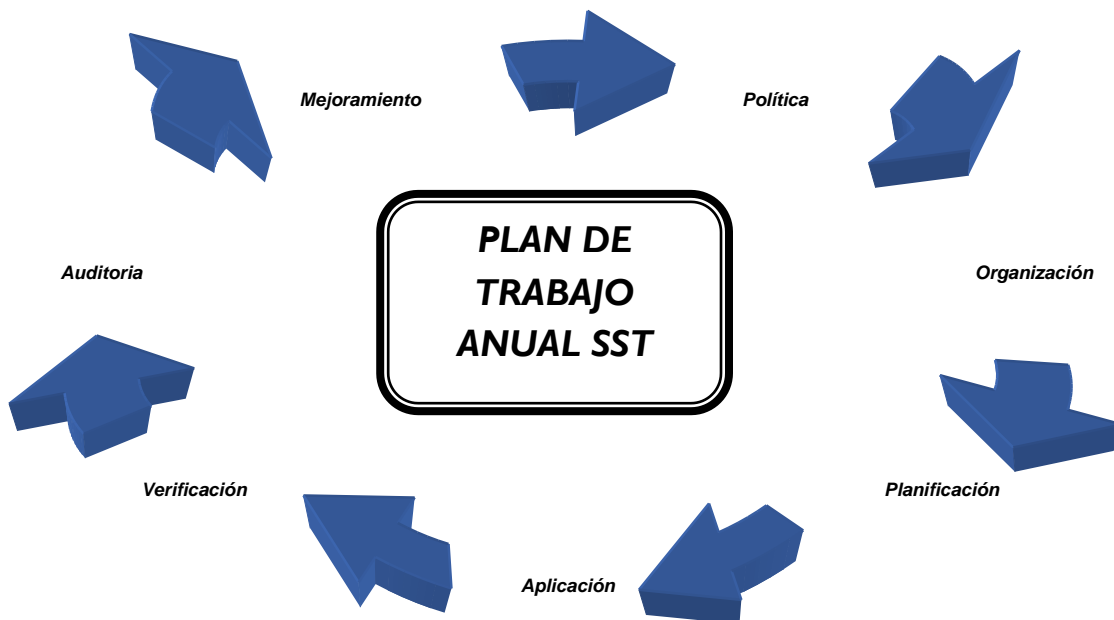 Mejoramiento
Política
PLAN DE
TRABAJO
ANUAL SST
Auditoria
Organización
Verificación
Planificación
Aplicación